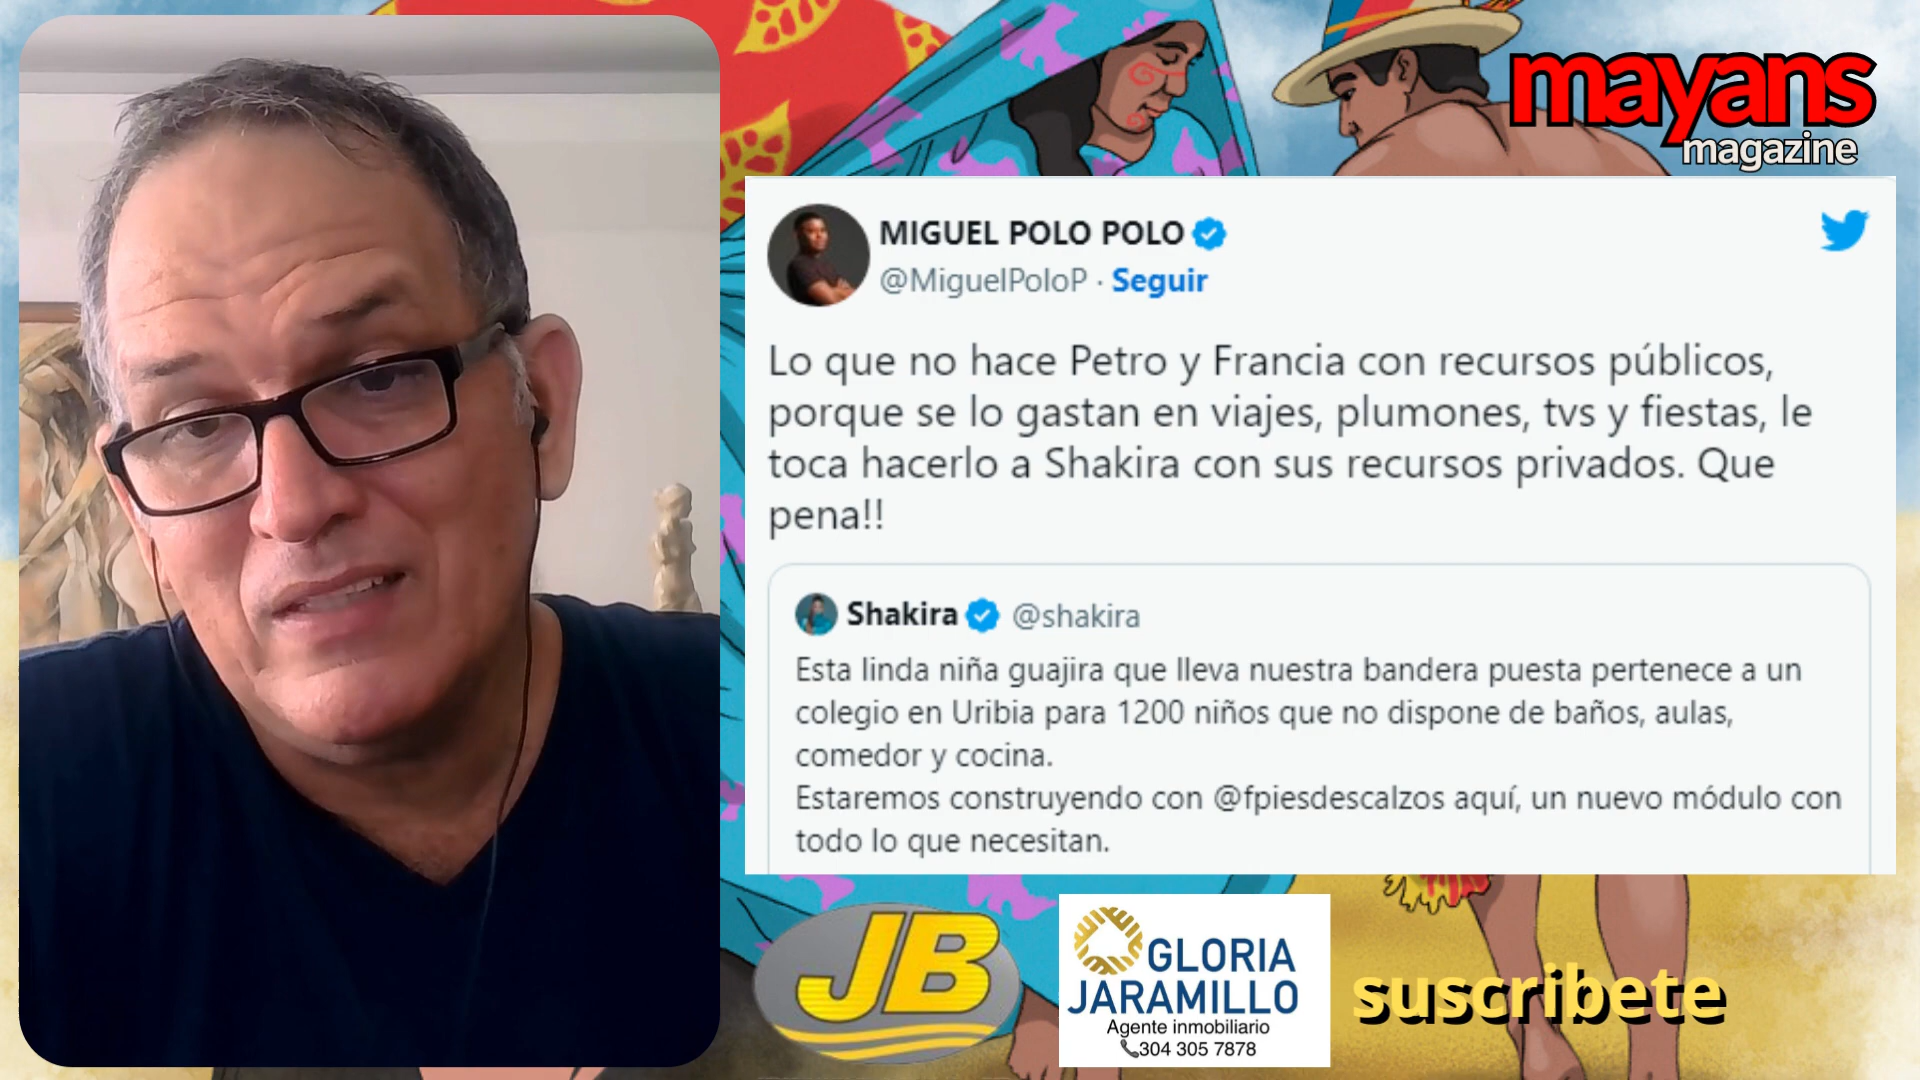 mayans
magazine
MIGUEL POLO POLO
@MiguelPoloP · Seguir
Lo que no hace Petro y Francia con recursos públicos,
porque se lo gastan en viajes, plumones, tvs y fiestas, le
toca hacerlo a Shakira con sus recursos privados. Que
pena!!
Shakira @shakira
Esta linda niña guajira que lleva nuestra bandera puesta pertenece a un
colegio en Uribia para 1200 niños que no dispone de baños, aulas,
comedor y cocina.
Estaremos construyendo con @fpiesdescalzos aquí, un nuevo módulo con
todo lo que necesitan.
JB
GLORIA
JARAMILLO
Agente inmobiliario
304 305 7878
suscribete